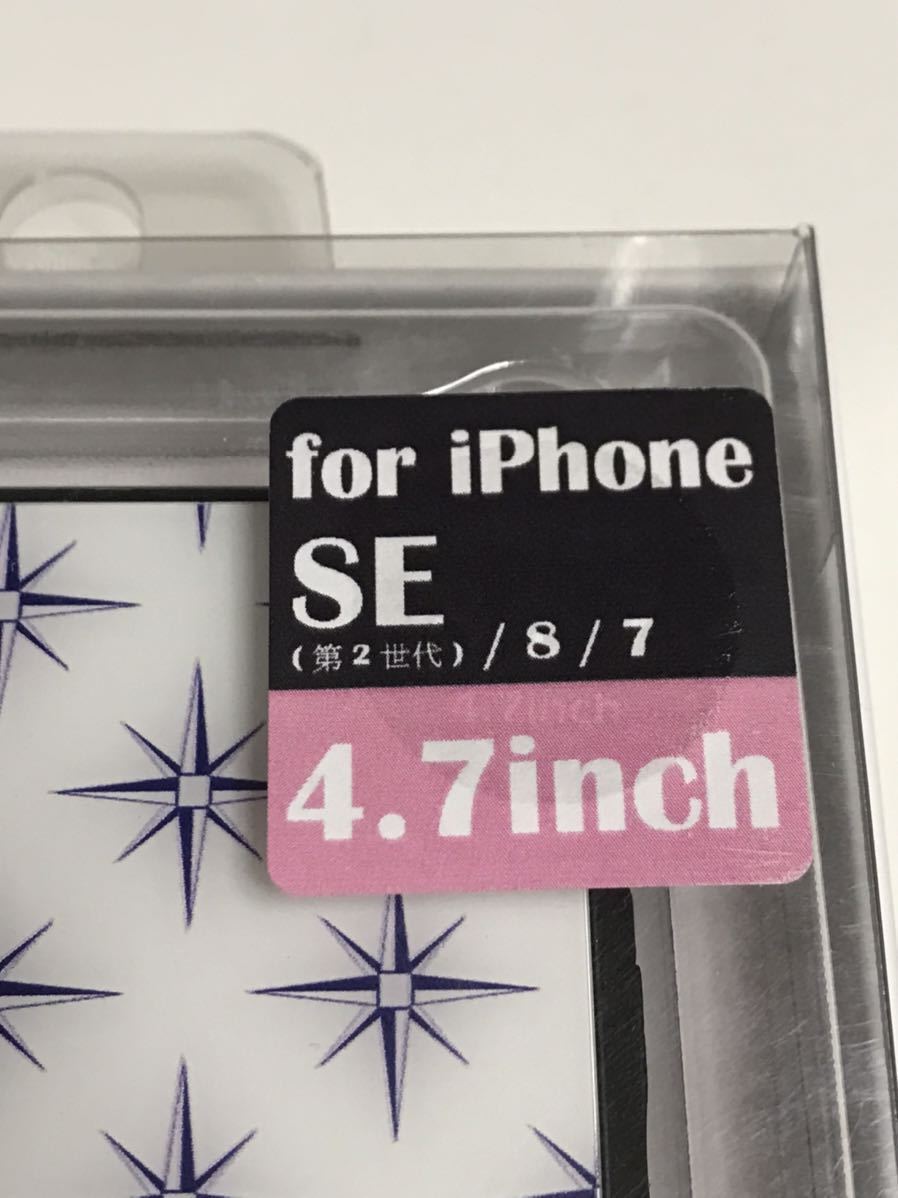 for iPhone
SE
(第2世代) / 8 / 7
4.7inch